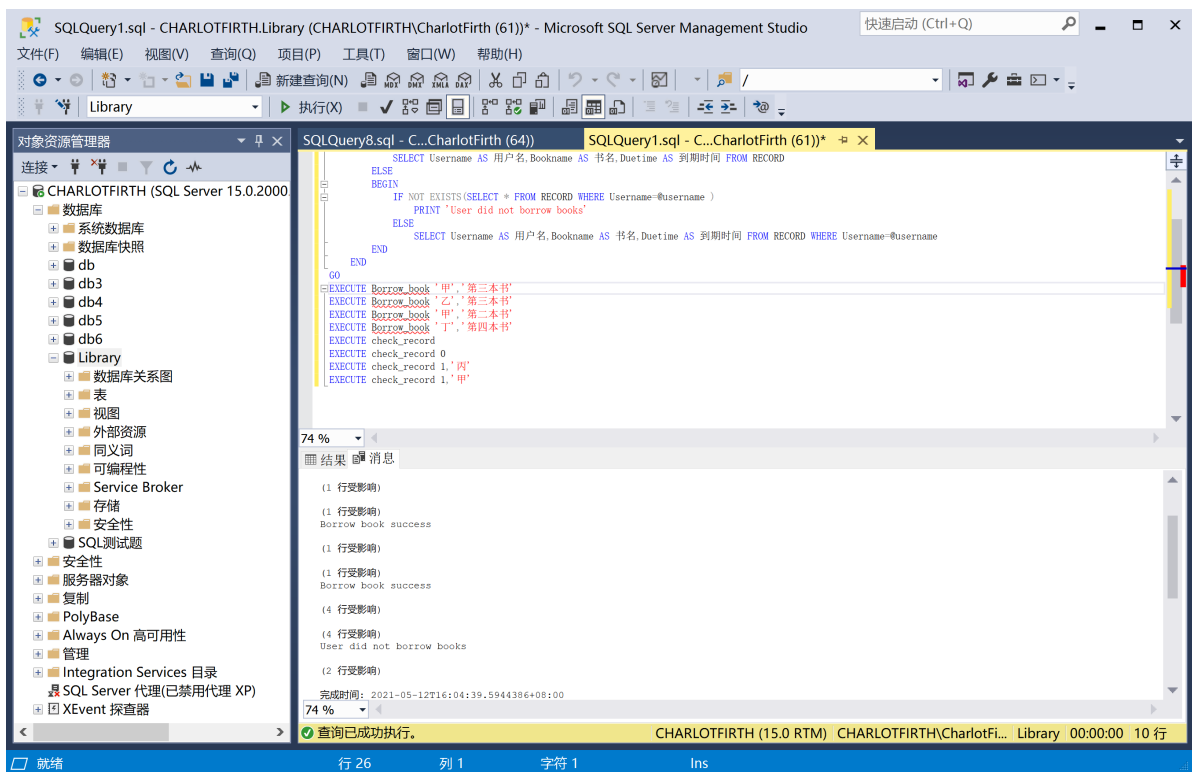 SQLQuery1.sql - CHARLOTFIRTH.Library (CHARLOTFIRTH\CharlotFirth (61))* - Microsoft SQL Server Management Studio
快速启动 (Ctrl+Q)
文件(F) 编辑(E) 视图(V) 查询(Q) 项目(P) 工具(T) 窗口(W) 帮助(H)
新建查询(N) MDX DMX XMLA DAX /
Library 执行(X)
对象资源管理器
连接
CHARLOTFIRTH (SQL Server 15.0.2000
数据库
系统数据库
数据库快照
db
db3
db4
db5
db6
Library
数据库关系图
表
视图
外部资源
同义词
可编程性
Service Broker
存储
安全性
SQL测试题
安全性
服务器对象
复制
PolyBase
Always On 高可用性
管理
Integration Services 目录
SQL Server 代理(已禁用代理 XP)
XEvent 探查器
SQLQuery8.sql - C...CharlotFirth (64))
SQLQuery1.sql - C...CharlotFirth (61))*
SELECT Username AS 用户名,Bookname AS 书名,Duetime AS 到期时间 FROM RECORD
ELSE
BEGIN
IF NOT EXISTS(SELECT * FROM RECORD WHERE Username=@username )
PRINT 'User did not borrow books'
ELSE
SELECT Username AS 用户名,Bookname AS 书名,Duetime AS 到期时间 FROM RECORD WHERE Username=@username
END
END
GO
EXECUTE Borrow_book '甲','第三本书'
EXECUTE Borrow_book '乙','第三本书'
EXECUTE Borrow_book '甲','第二本书'
EXECUTE Borrow_book '丁','第四本书'
EXECUTE check_record
EXECUTE check_record 0
EXECUTE check_record 1,'丙'
EXECUTE check_record 1,'甲'
74 %
结果 消息
(1 行受影响)
(1 行受影响)
Borrow book success
(1 行受影响)
(1 行受影响)
Borrow book success
(4 行受影响)
(4 行受影响)
User did not borrow books
(2 行受影响)
完成时间: 2021-05-12T16:04:39.5944386+08:00
74 %
查询已成功执行。 CHARLOTFIRTH (15.0 RTM) CHARLOTFIRTH\CharlotFi... Library 00:00:00 10 行
就绪 行 26 列 1 字符 1 Ins